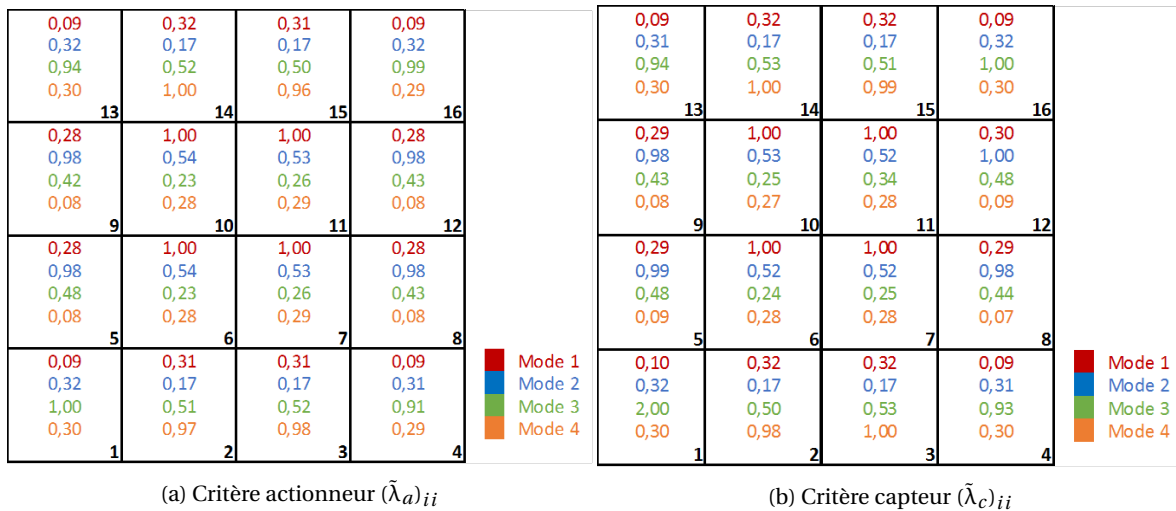 0,09 0,32 0,31 0,09
0,32 0,17 0,17 0,32
0,94 0,52 0,50 0,99
0,30 1,00 0,96 0,29
13 14 15 16
0,28 1,00 1,00 0,28
0,98 0,54 0,53 0,98
0,42 0,23 0,26 0,43
0,08 0,28 0,29 0,08
9 10 11 12
0,28 1,00 1,00 0,28
0,98 0,54 0,53 0,98
0,48 0,23 0,26 0,43
0,08 0,28 0,29 0,08
5 6 7 8
0,09 0,31 0,31 0,09
0,32 0,17 0,17 0,31
1,00 0,51 0,52 0,91
0,30 0,97 0,98 0,29
1 2 3 4
Mode 1
Mode 2
Mode 3
Mode 4
(a) Critère actionneur (λ̃a)ii
0,09 0,32 0,32 0,09
0,31 0,17 0,17 0,32
0,94 0,53 0,51 1,00
0,30 1,00 0,99 0,30
13 14 15 16
0,29 1,00 1,00 0,30
0,98 0,53 0,52 1,00
0,43 0,25 0,34 0,48
0,08 0,27 0,28 0,09
9 10 11 12
0,29 1,00 1,00 0,29
0,99 0,52 0,52 0,98
0,48 0,24 0,25 0,44
0,09 0,28 0,28 0,07
5 6 7 8
0,10 0,32 0,32 0,09
0,32 0,17 0,17 0,31
2,00 0,50 0,53 0,93
0,30 0,98 1,00 0,30
1 2 3 4
Mode 1
Mode 2
Mode 3
Mode 4
(b) Critère capteur (λ̃c)ii